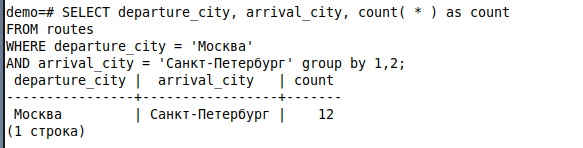 demo=# SELECT departure_city, arrival_city, count( * ) as count
FROM routes
WHERE departure_city = 'Москва'
AND arrival_city = 'Санкт-Петербург' group by 1,2;
 departure_city |  arrival_city   | count
----------------+-----------------+-------
 Москва         | Санкт-Петербург |    12
(1 строка)